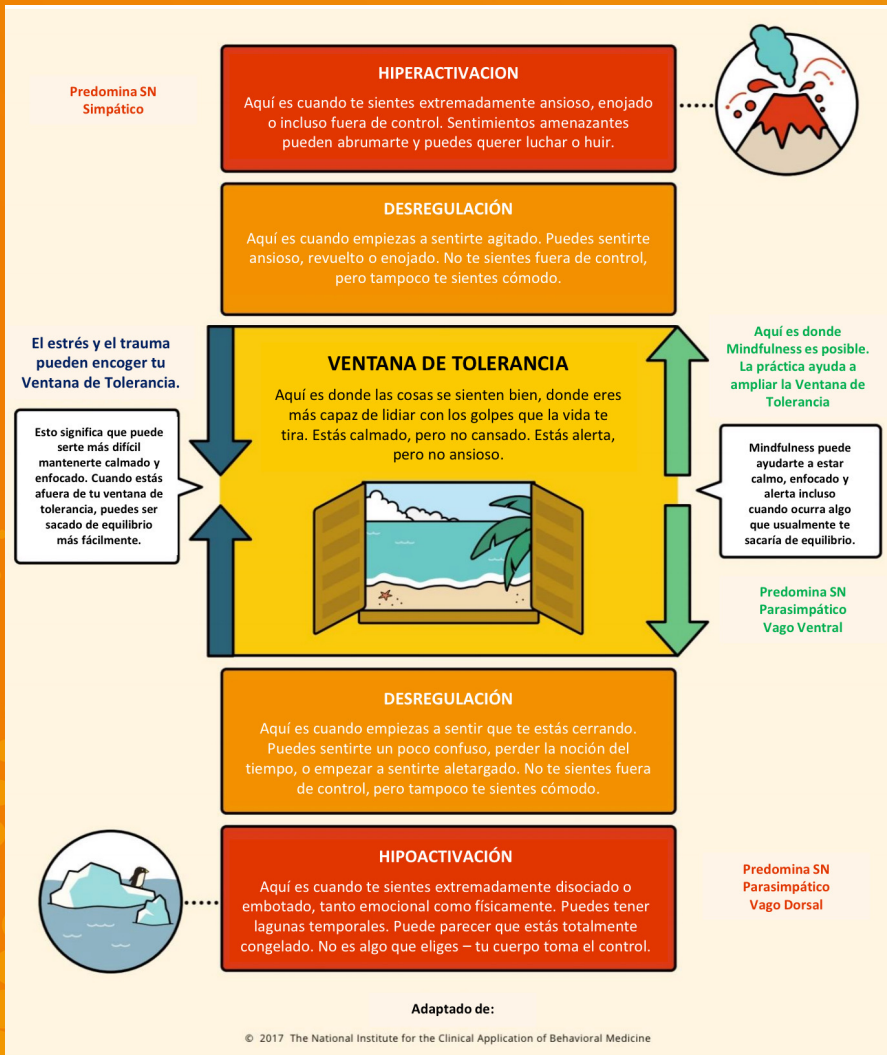 HIPERACTIVACION
Predomina SN
Simpático
Aquí es cuando te sientes extremadamente ansioso, enojado
o incluso fuera de control. Sentimientos amenazantes
pueden abrumarte y puedes querer luchar o huir.
DESREGULACIÓN
Aquí es cuando empiezas a sentirte agitado. Puedes sentirte
ansioso, revuelto o enojado. No te sientes fuera de control,
pero tampoco te sientes cómodo.
El estrés y el trauma
pueden encoger tu
Ventana de Tolerancia.
Esto significa que puede
serte más difícil
mantenerte calmado y
enfocado. Cuando estás
afuera de tu ventana de
tolerancia, puedes ser
sacado de equilibrio
más fácilmente.
VENTANA DE TOLERANCIA
Aquí es donde las cosas se sienten bien, donde eres
más capaz de lidiar con los golpes que la vida te
tira. Estás calmado, pero no cansado. Estás alerta,
pero no ansioso.
Aquí es donde
Mindfulness es posible.
La práctica ayuda a
ampliar la Ventana de
Tolerancia
Mindfulness puede
ayudarte a estar
calmo, enfocado y
alerta incluso
cuando ocurra algo
que usualmente te
sacaría de equilibrio.
Predomina SN
Parasimpático
Vago Ventral
DESREGULACIÓN
Aquí es cuando empiezas a sentir que te estás cerrando.
Puedes sentirte un poco confuso, perder la noción del
tiempo, o empezar a sentirte aletargado. No te sientes fuera
de control, pero tampoco te sientes cómodo.
HIPOACTIVACIÓN
Aquí es cuando te sientes extremadamente disociado o
embotado, tanto emocional como físicamente. Puedes tener
lagunas temporales. Puede parecer que estás totalmente
congelado. No es algo que eliges – tu cuerpo toma el control.
Predomina SN
Parasimpático
Vago Dorsal
Adaptado de:
© 2017 The National Institute for the Clinical Application of Behavioral Medicine